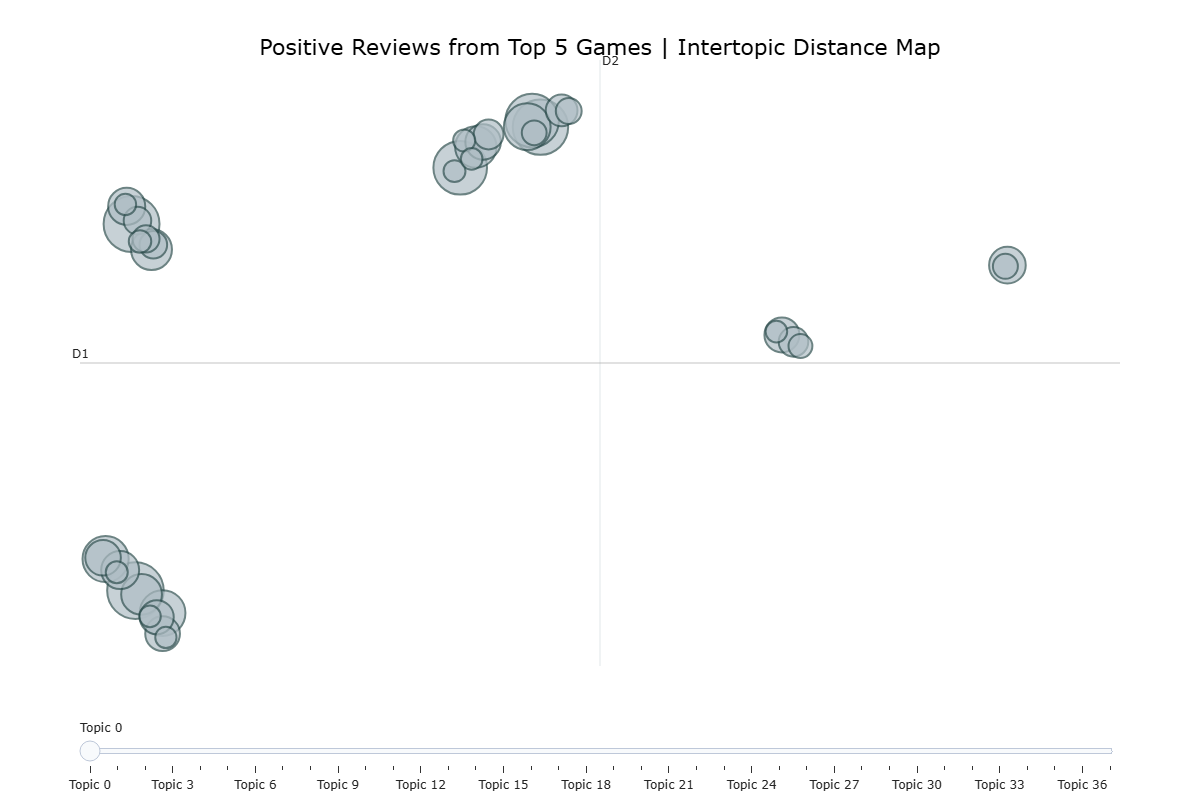 Positive Reviews from Top 5 Games | Intertopic Distance Map
D2
D1
Topic 0
Topic 0 Topic 3 Topic 6 Topic 9 Topic 12 Topic 15 Topic 18 Topic 21 Topic 24 Topic 27 Topic 30 Topic 33 Topic 36